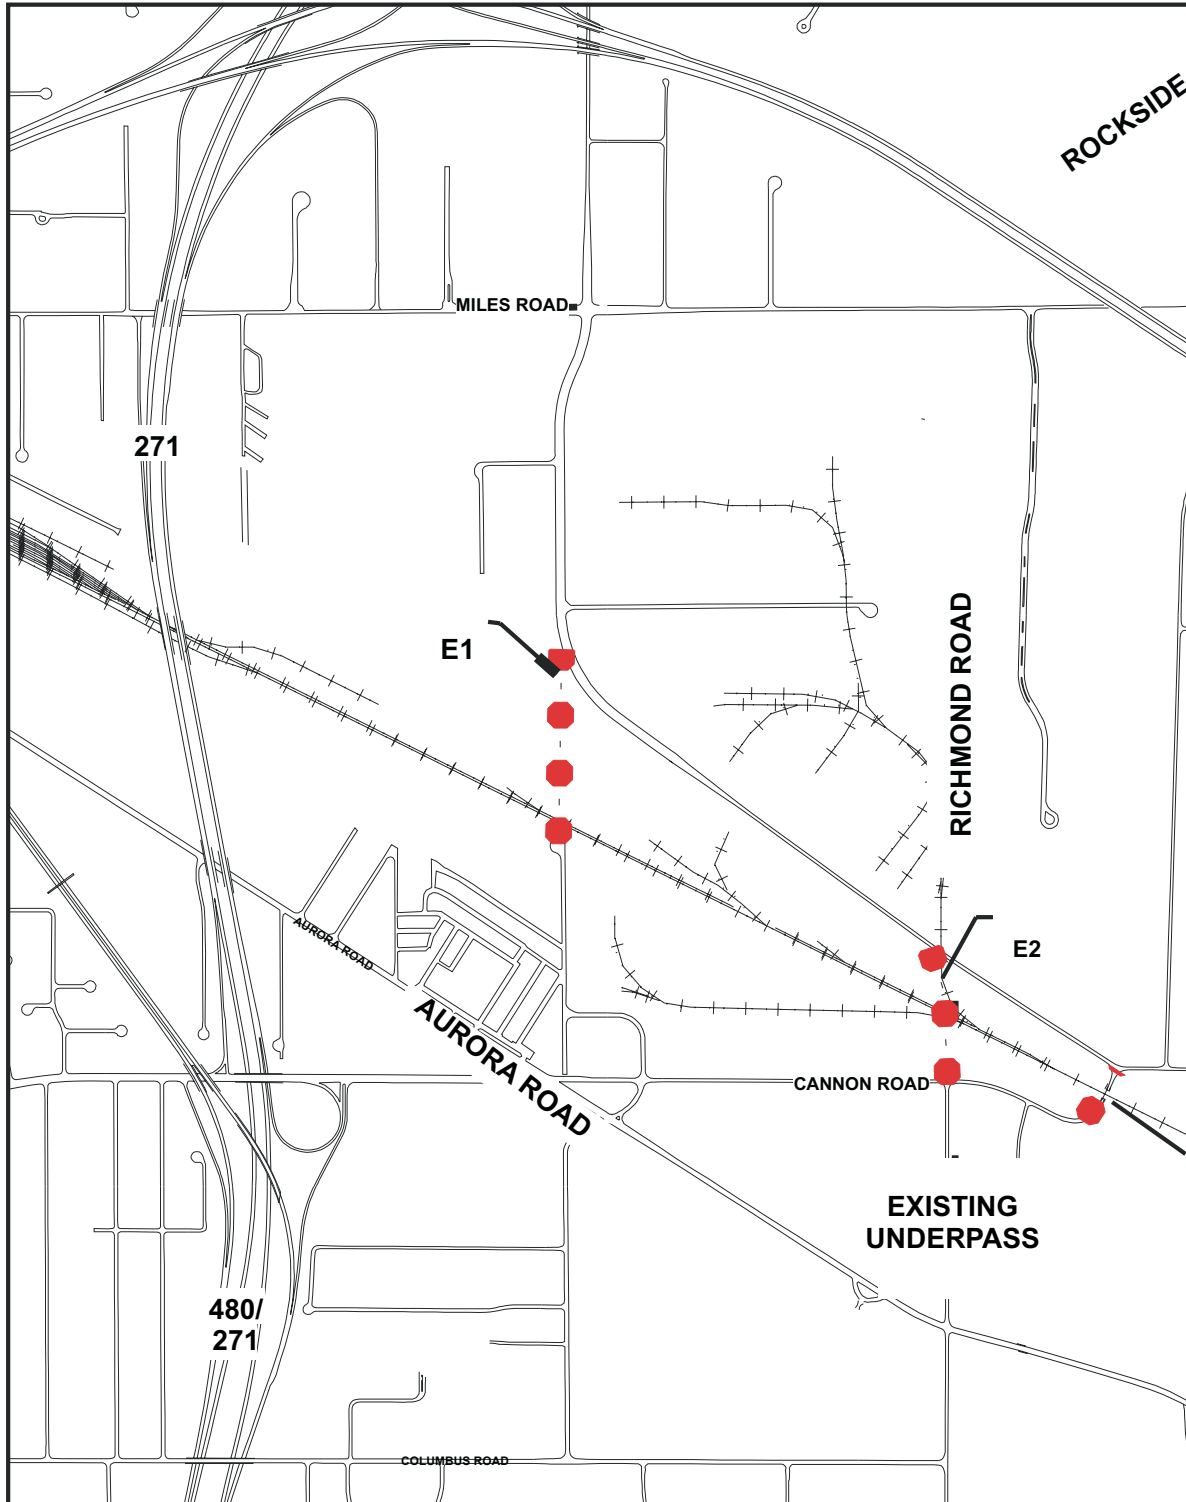 ROCKSIDE
MILES ROAD
271
RICHMOND ROAD
E1
AURORA ROAD
E2
AURORA ROAD
CANNON ROAD
EXISTING
UNDERPASS
480/
271
COLUMBUS ROAD